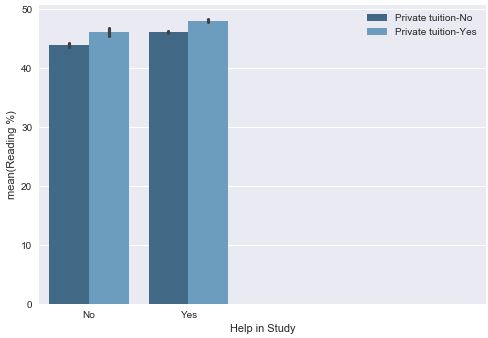 50
40
30
20
10
0
mean(Reading %)
Private tuition-No
Private tuition-Yes
No
Yes
Help in Study